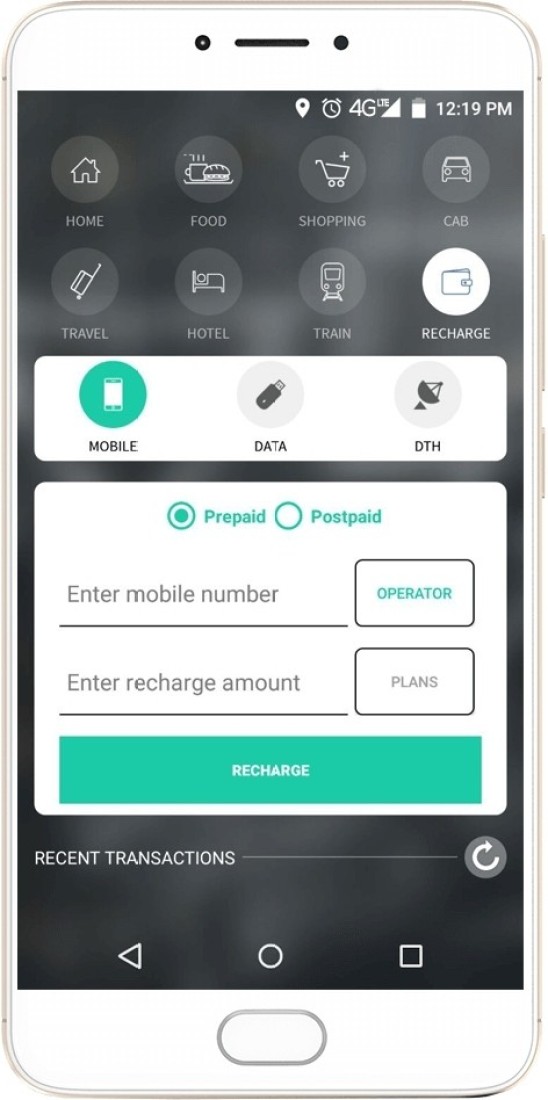 4G LTE 12:19 PM
HOME FOOD SHOPPING CAB
TRAVEL HOTEL TRAIN RECHARGE
MOBILE DATA DTH
Prepaid Postpaid
Enter mobile number OPERATOR
Enter recharge amount PLANS
RECHARGE
RECENT TRANSACTIONS